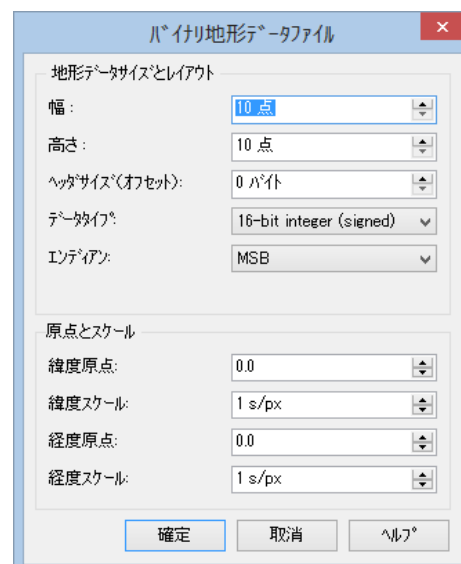 ﾊﾞｲﾅﾘ地形ﾃﾞｰﾀﾌｧｲﾙ
地形ﾃﾞｰﾀｻｲｽﾞとﾚｲｱｳﾄ
幅: 10 点
高さ: 10 点
ﾍｯﾀﾞｻｲｽﾞ(ｵﾌｾｯﾄ): 0 ﾊﾞｲﾄ
ﾃﾞｰﾀﾀｲﾌﾟ: 16-bit integer (signed)
ｴﾝﾃﾞｨｱﾝ: MSB
原点とｽｹｰﾙ
緯度原点: 0.0
緯度ｽｹｰﾙ: 1 s/px
経度原点: 0.0
経度ｽｹｰﾙ: 1 s/px
確定 取消 ﾍﾙﾌﾟ